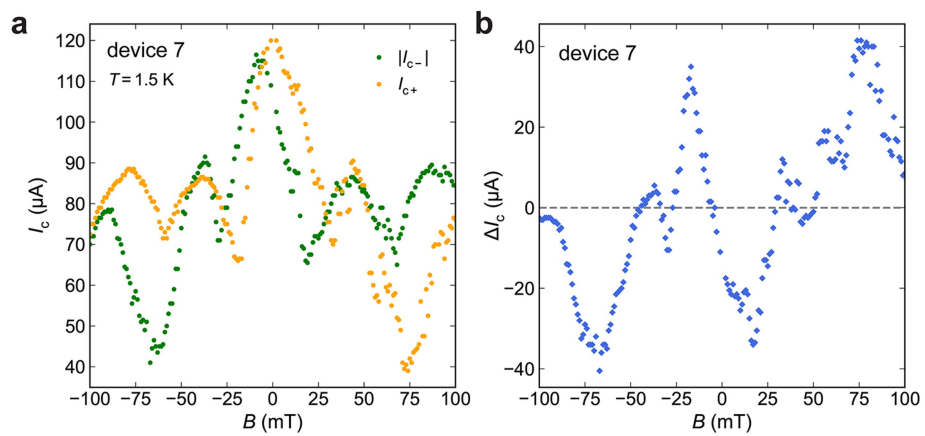 a
device 7
T = 1.5 K
|Ic−|
Ic+
120
110
100
90
80
70
60
50
40
Ic (μA)
−100 −75 −50 −25 0 25 50 75 100
B (mT)
b
device 7
40
20
0
−20
−40
ΔIc (μA)
−100 −75 −50 −25 0 25 50 75 100
B (mT)